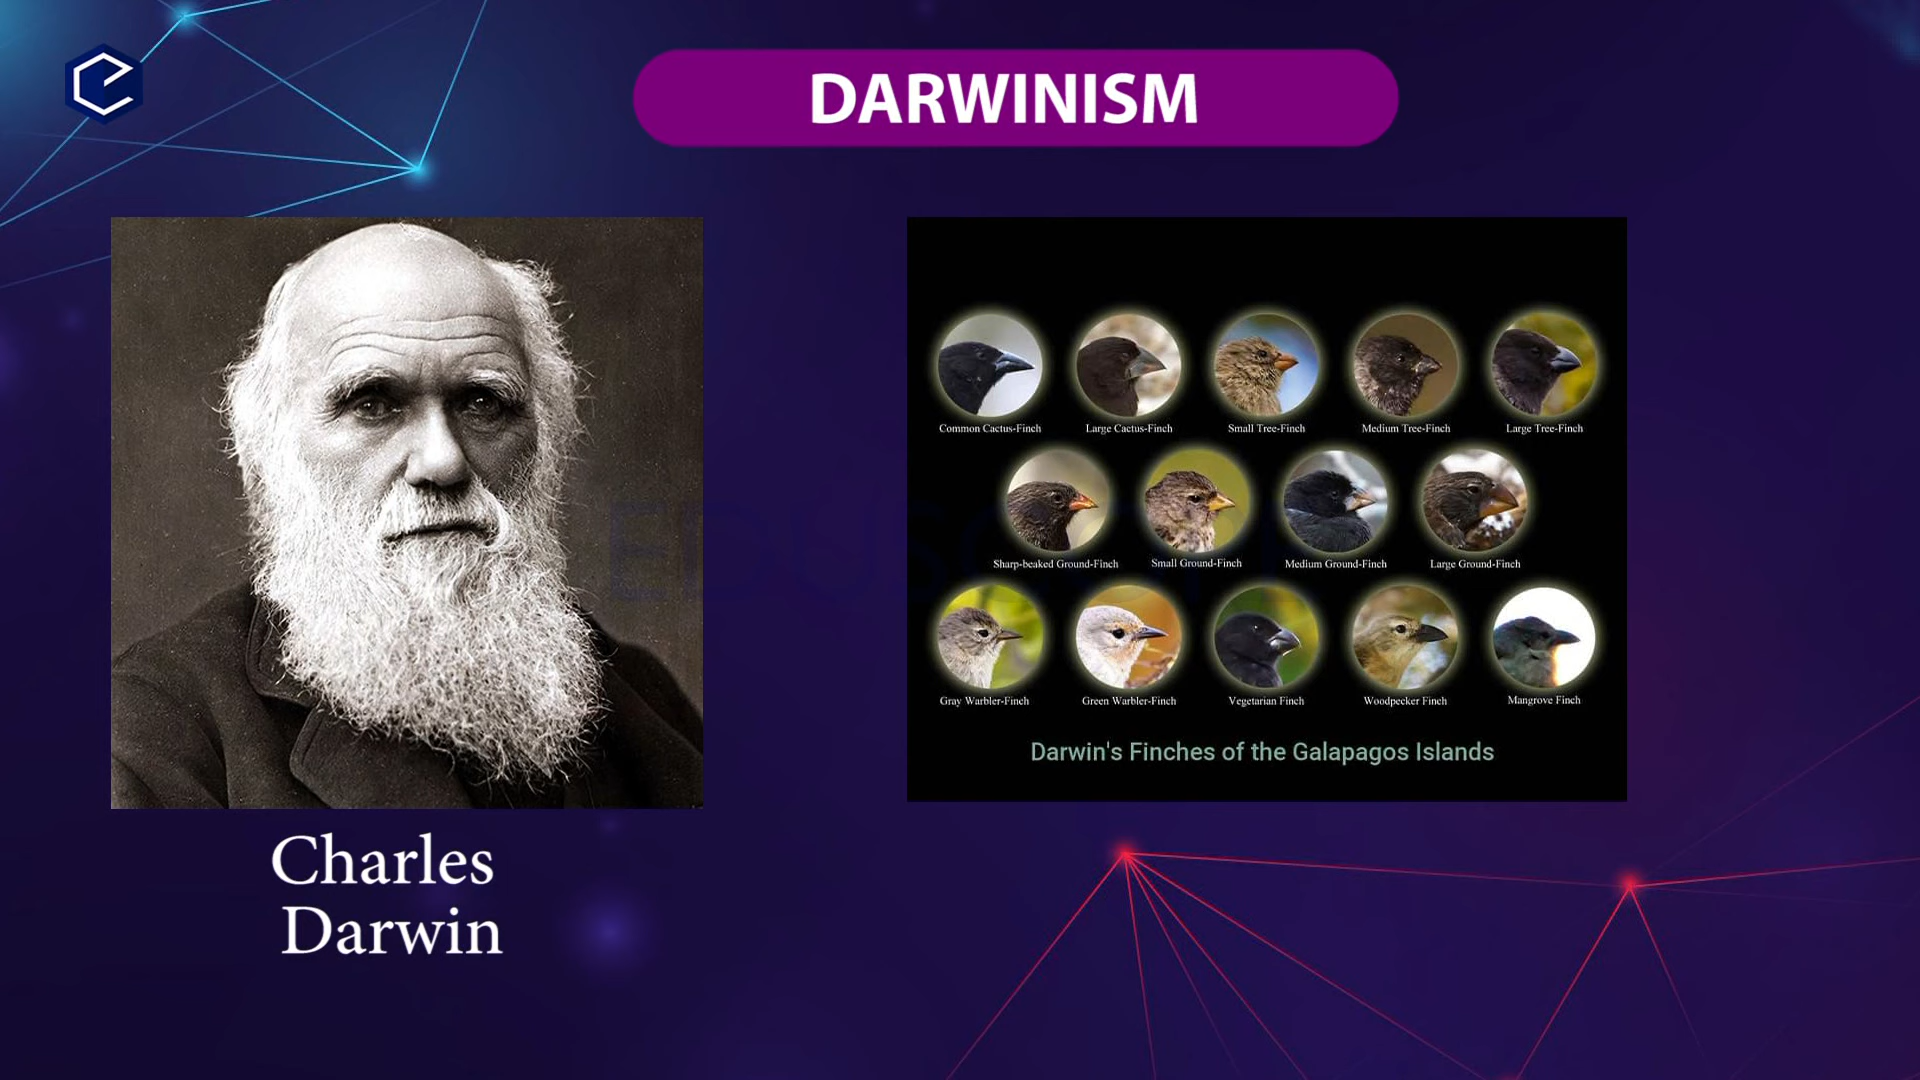 DARWINISM
Common Cactus-Finch
Large Cactus-Finch
Small Tree-Finch
Medium Tree-Finch
Large Tree-Finch
Sharp-beaked Ground-Finch
Small Ground-Finch
Medium Ground-Finch
Large Ground-Finch
Gray Warbler-Finch
Green Warbler-Finch
Vegetarian Finch
Woodpecker Finch
Mangrove Finch
Darwin's Finches of the Galapagos Islands
Charles
Darwin